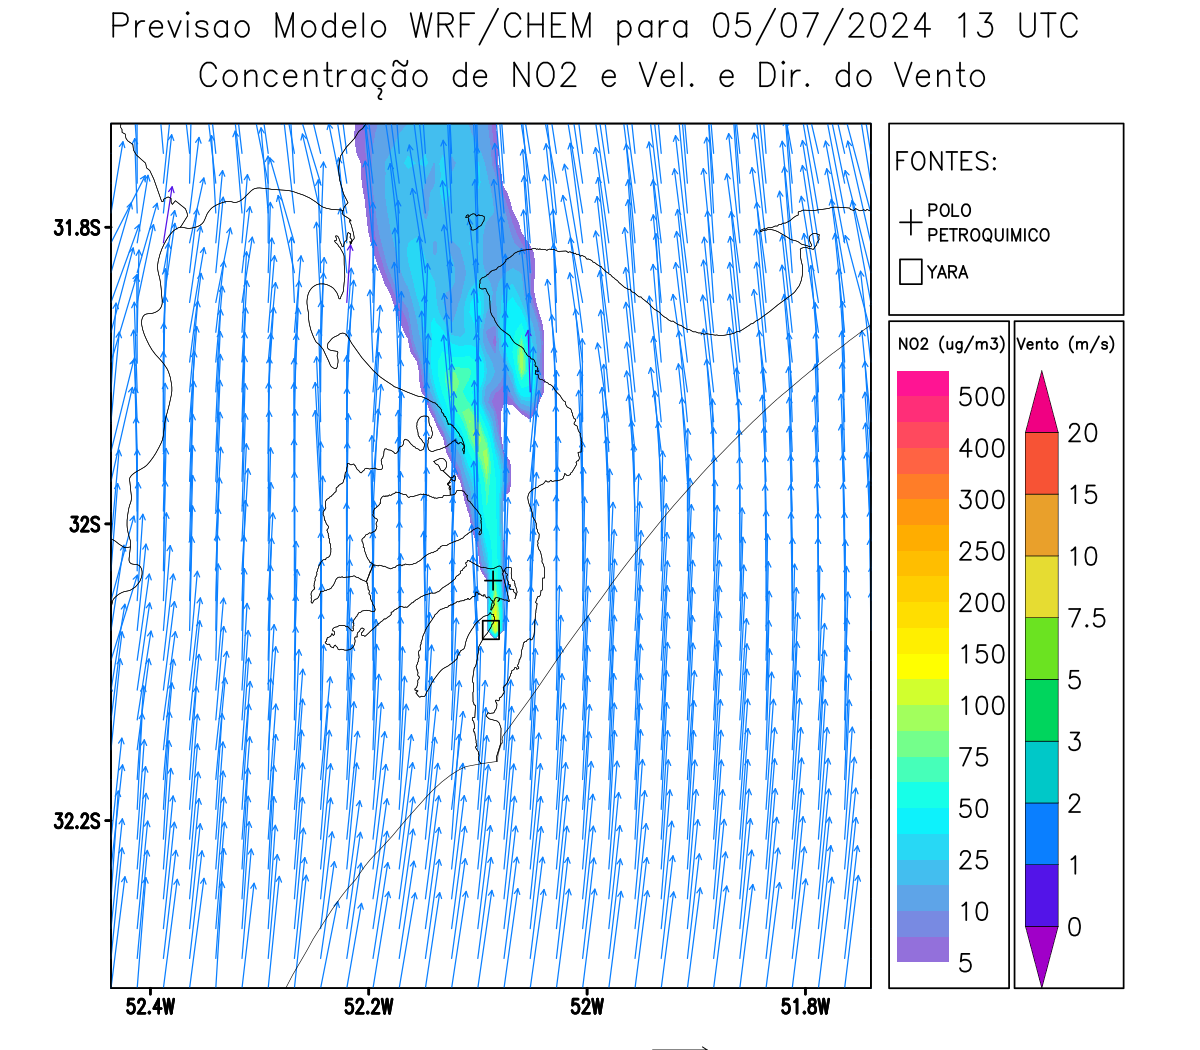 Previsao Modelo WRF/CHEM para 05/07/2024 13 UTC
Concentração de NO2 e Vel. e Dir. do Vento
FONTES:
POLO
PETROQUIMICO
YARA
NO2 (ug/m3)
500
400
300
250
200
150
100
75
50
25
10
5
Vento (m/s)
20
15
10
7.5
5
3
2
1
0
31.8S
32S
32.2S
52.4W
52.2W
52W
51.8W